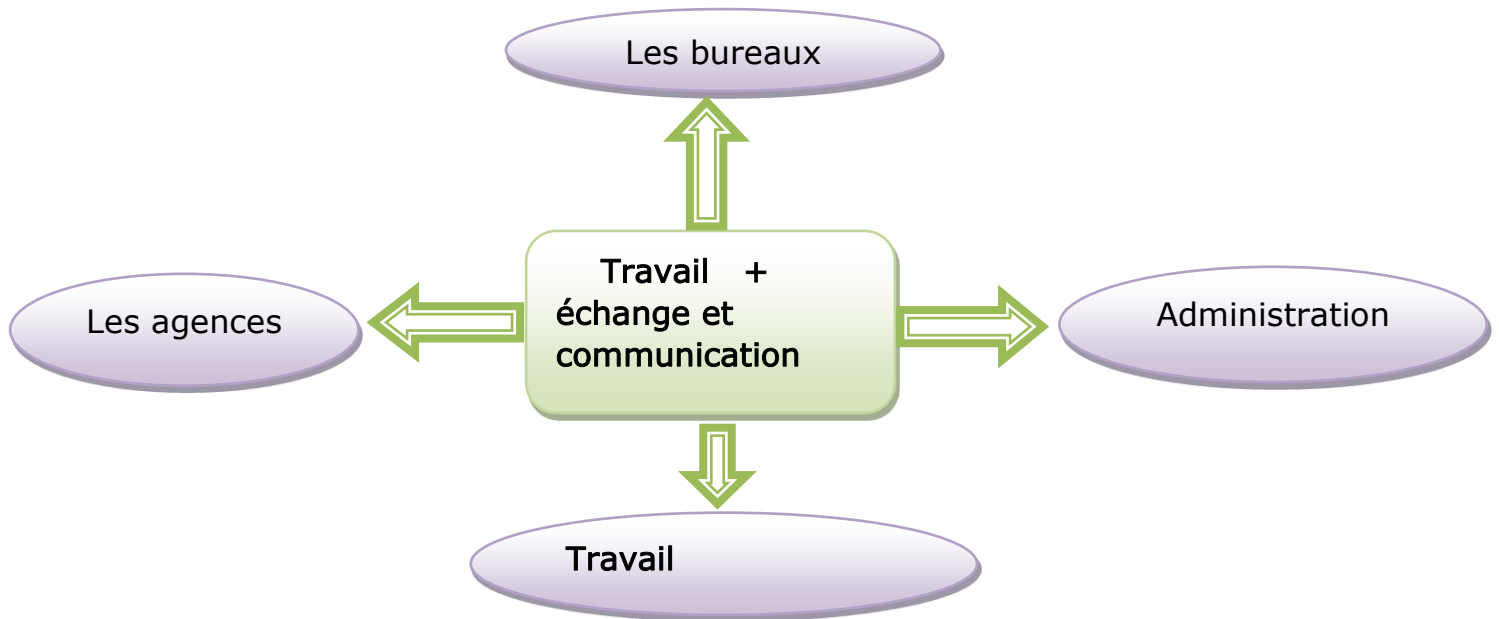 Les bureaux
Travail +
échange et
communication
Les agences
Administration
Travail